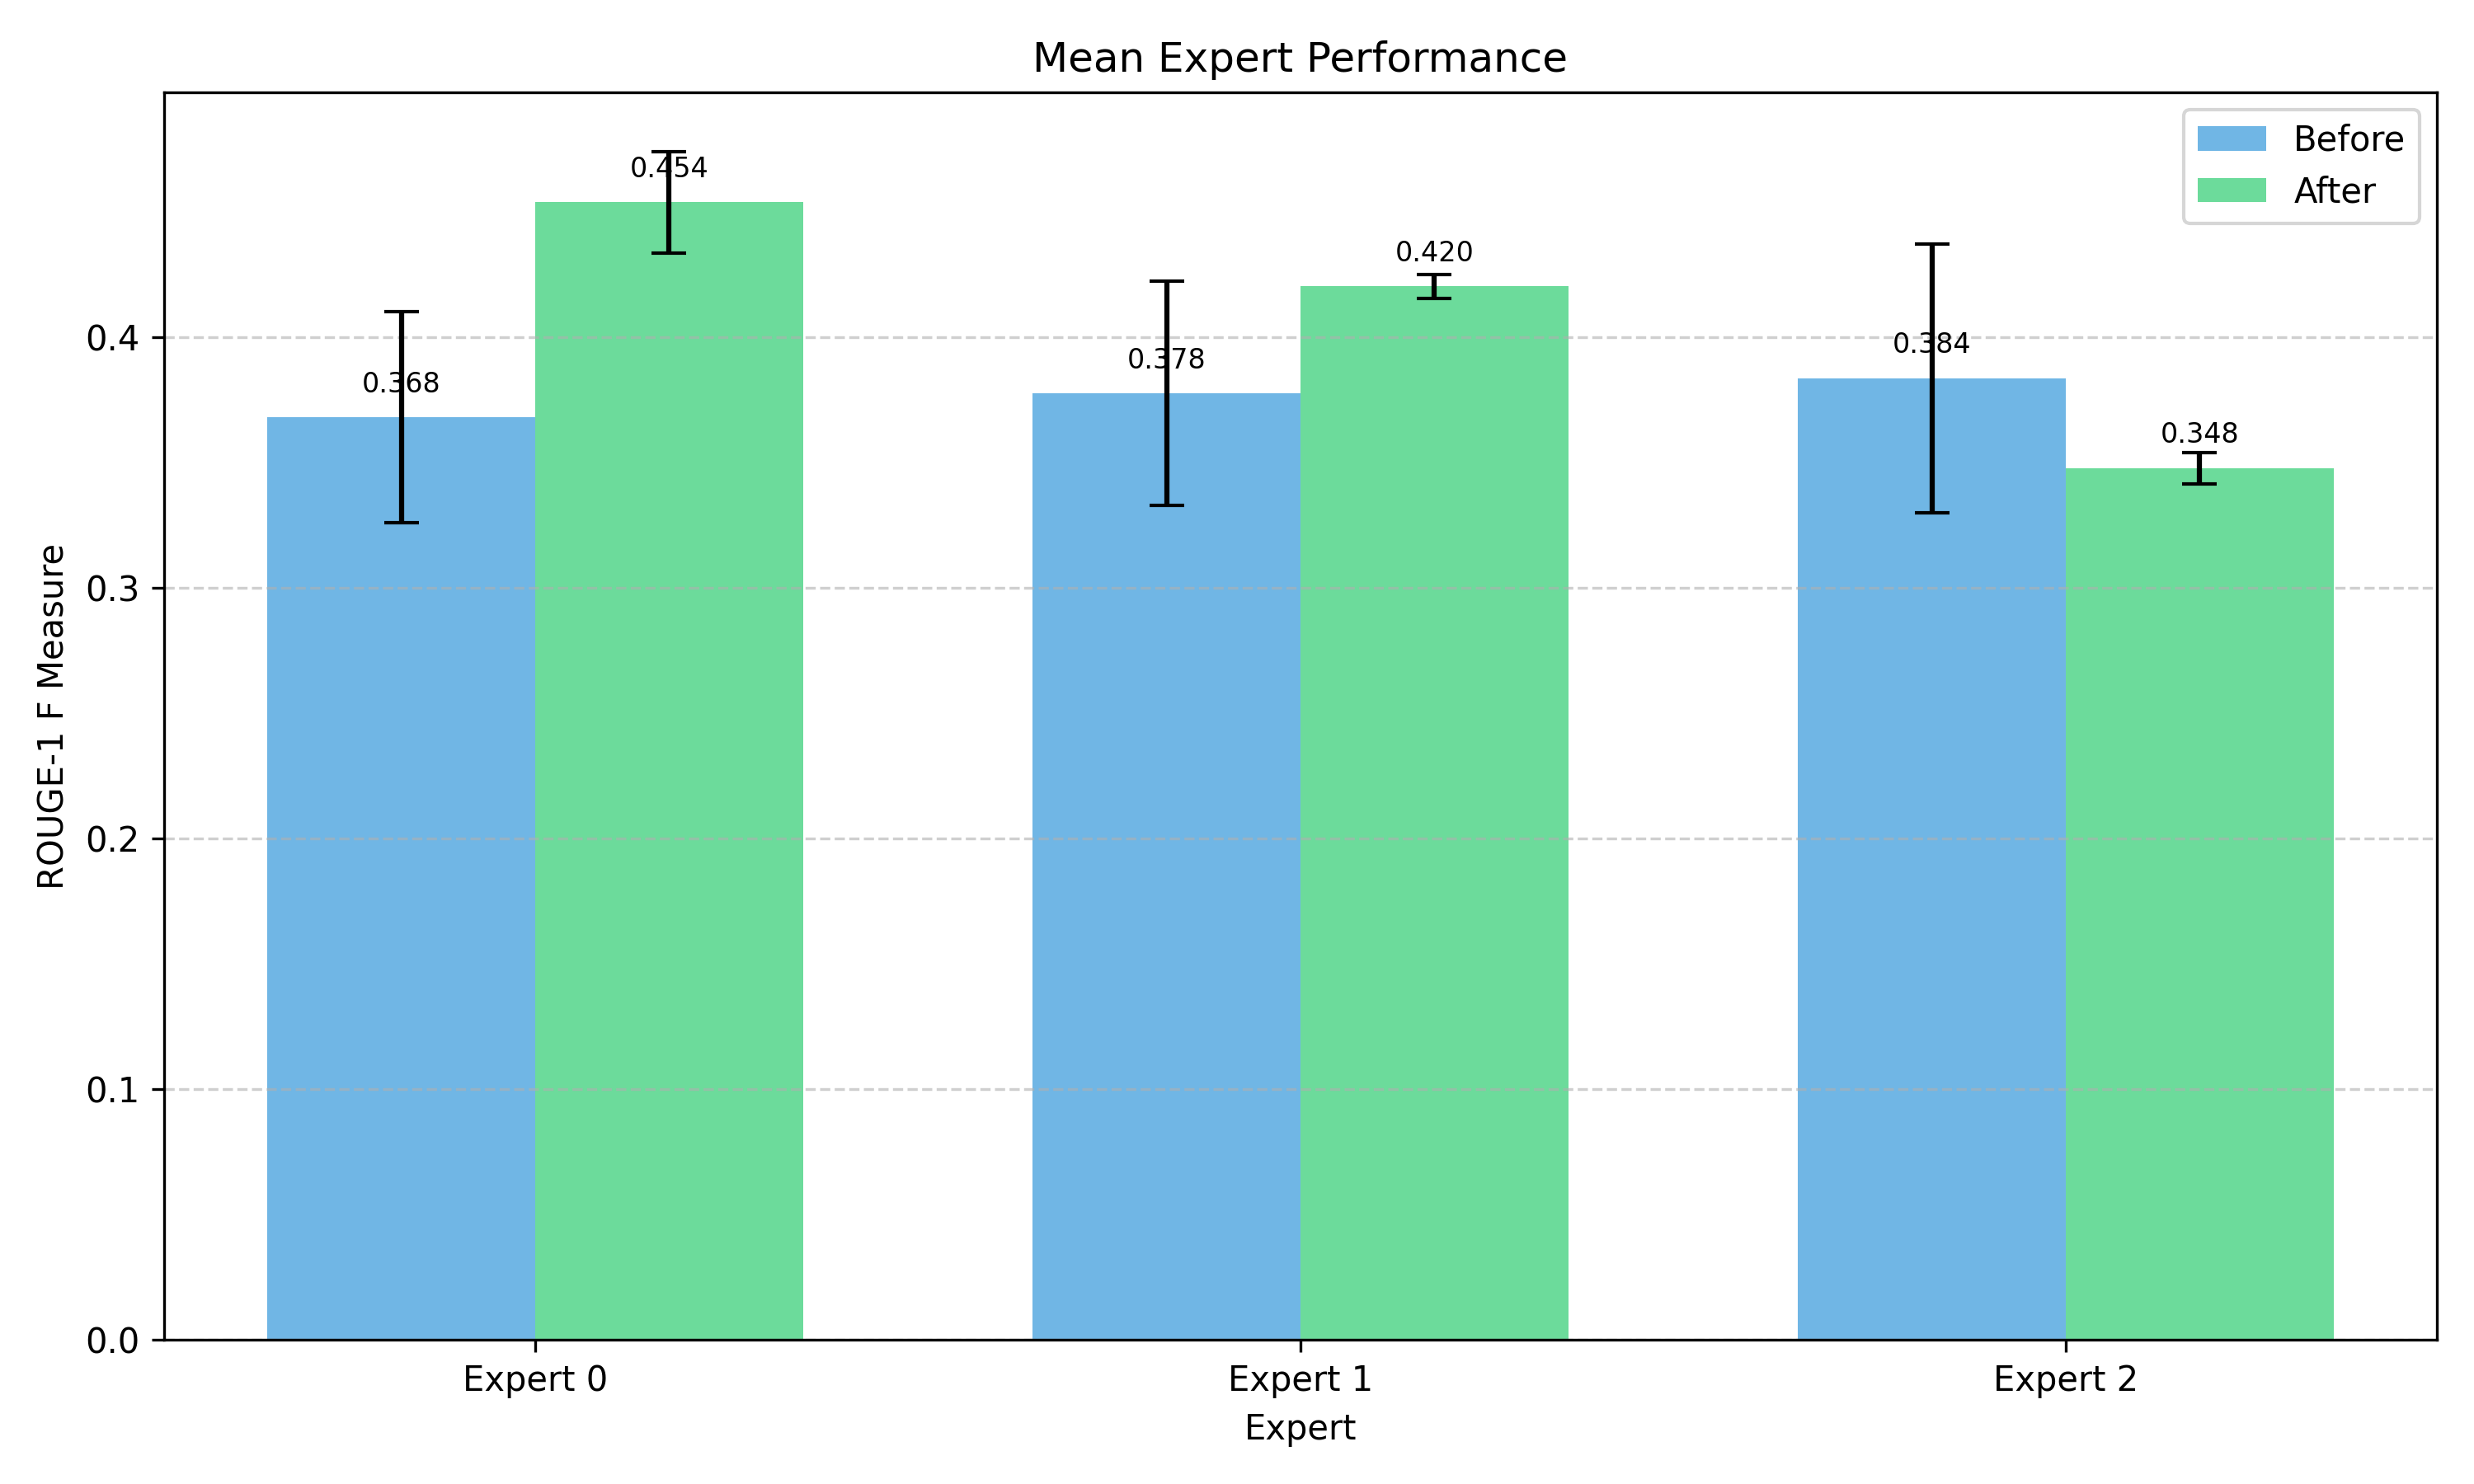 Mean Expert Performance
Before
After
0.454
0.420
0.368
0.378
0.384
0.348
ROUGE-1 F Measure
0.4
0.3
0.2
0.1
0.0
Expert 0
Expert 1
Expert 2
Expert